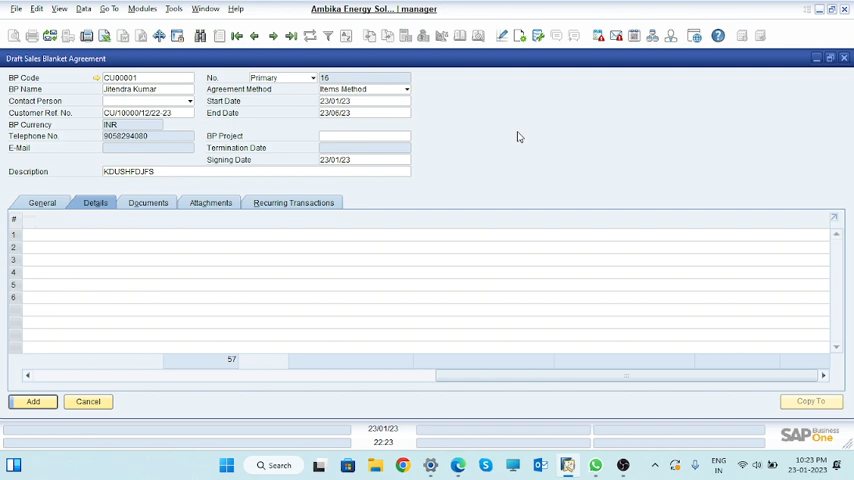 File Edit View Data Go To Modules Tools Window Help Ambika Energy Sol... | manager
Draft Sales Blanket Agreement
BP Code CU00001 No. Primary 16
BP Name Jitendra Kumar Agreement Method Items Method
Contact Person Start Date 23/01/23
Customer Ref. No. CU/10000/12/22-23 End Date 23/06/23
BP Currency INR
Telephone No. 9058294080 BP Project
E-Mail Termination Date
Signing Date 23/01/23
Description KDUSHFDJFS
General Details Documents Attachments Recurring Transactions
#
1
2
3
4
5
6
57
Add Cancel Copy To
23/01/23
22:23
SAP Business One
Search
ENG IN
10:23 PM
23-01-2023